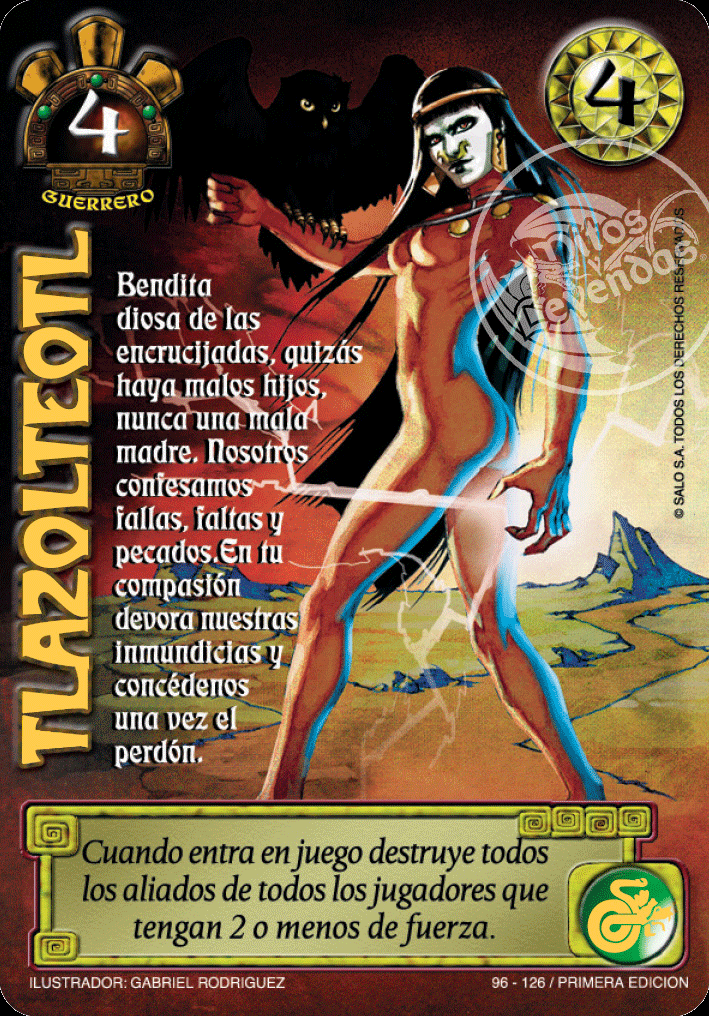 4
GUERRERO
4
TLAZOLTEOTL
Bendita
diosa de las
encrucijadas, quizás
haya malos hijos,
nunca una mala
madre. Nosotros
confesamos
fallas, faltas y
pecados.En tu
compasión
devora nuestras
inmundicias y
concédenos
una vez el
perdón.
mitos
y
Leyendas
© SALO S.A. TODOS LOS DERECHOS RESERVADOS
Cuando entra en juego destruye todos
los aliados de todos los jugadores que
tengan 2 o menos de fuerza.
ILUSTRADOR: GABRIEL RODRIGUEZ
96 - 126 / PRIMERA EDICION